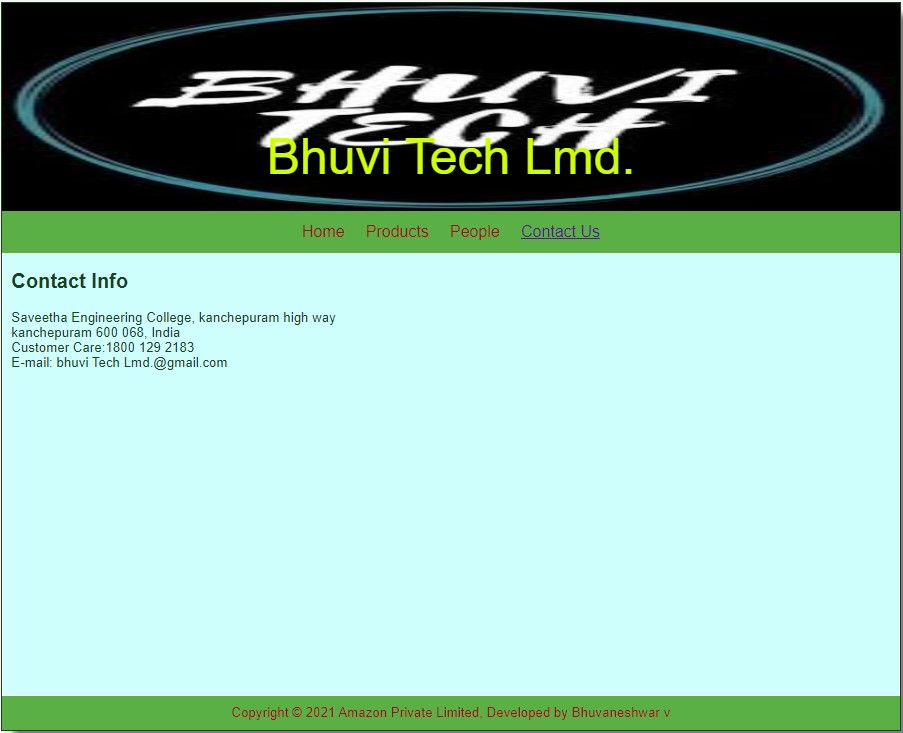 BHUVI
TECH
Bhuvi Tech Lmd.
Home Products People Contact Us
Contact Info
Saveetha Engineering College, kanchepuram high way
kanchepuram 600 068, India
Customer Care:1800 129 2183
E-mail: bhuvi Tech Lmd.@gmail.com
Copyright © 2021 Amazon Private Limited, Developed by Bhuvaneshwar v